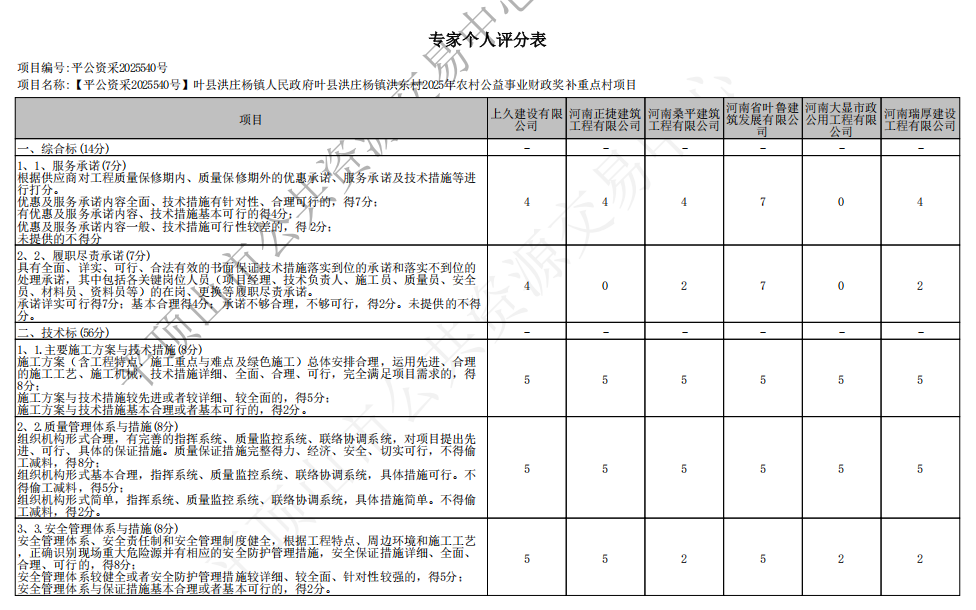 专家个人评分表
项目编号:平公资采2025540号
项目名称:【平公资采2025540号】叶县洪庄杨镇人民政府叶县洪庄杨镇洪东村2025年农村公益事业财政奖补重点村项目
项目
上久建设有限公司
河南正捷建筑工程有限公司
河南桑平建筑工程有限公司
河南省叶鲁建筑发展有限公司
河南大显市政公用工程有限公司
河南瑞厚建设工程有限公司
一、综合标(14分) - - - - - -
1、1、服务承诺(7分)
根据供应商对工程质量保修期内、质量保修期外的优惠承诺、服务承诺及技术措施等进
行打分。
优惠及服务承诺内容全面、技术措施有针对性、合理可行的，得7分；
有优惠及服务承诺内容、技术措施基本可行的得4分；
优惠及服务承诺内容一般、技术措施可行性较差的，得 2分；
未提供的不得分
4 4 4 7 0 4
2、2、履职尽责承诺(7分)
具有全面、详实、可行、合法有效的书面保证技术措施落实到位的承诺和落实不到位的
处理承诺，其中包括各关键岗位人员（项目经理、技术负责人、施工员、质量员、安全
员、材料员、资料员等）的在岗、更换等履职尽责承诺。
承诺详实可行得7分；基本合理得4分；承诺不够合理，不够可行，得2分。未提供的不得
分。
4 0 2 7 0 2
二、技术标(56分) - - - - - -
1、1.主要施工方案与技术措施(8分)
施工方案（含工程特点、施工重点与难点及绿色施工）总体安排合理，运用先进、合理
的施工工艺、施工机械，技术措施详细、全面、合理、可行，完全满足项目需求的，得
8分；
施工方案与技术措施较先进或者较详细、较全面的，得5分；
施工方案与技术措施基本合理或者基本可行的，得2分。
5 5 5 5 5 5
2、2.质量管理体系与措施(8分)
组织机构形式合理，有完善的指挥系统、质量监控系统、联络协调系统，对项目提出先
进、可行、具体的保证措施。质量保证措施完整得力、经济、安全、切实可行，不得偷
工减料，得8分；
组织机构形式基本合理，指挥系统、质量监控系统、联络协调系统，具体措施可行。不
得偷工减料，得5分；
组织机构形式简单，指挥系统、质量监控系统、联络协调系统，具体措施简单。不得偷
工减料，得2分。
5 5 5 5 5 5
3、3.安全管理体系与措施(8分)
安全管理体系、安全责任制和安全管理制度健全，根据工程特点、周边环境和施工工艺
，正确识别现场重大危险源并有相应的安全防护管理措施，安全保证措施详细、全面、
合理、可行的，得8分；
安全管理体系较健全或者安全防护管理措施较详细、较全面、针对性较强的，得5分；
安全管理体系与保证措施基本合理或者基本可行的，得2分。
5 5 2 5 2 2
平顶山市公共资源交易中心
平顶山市公共资源交易中心